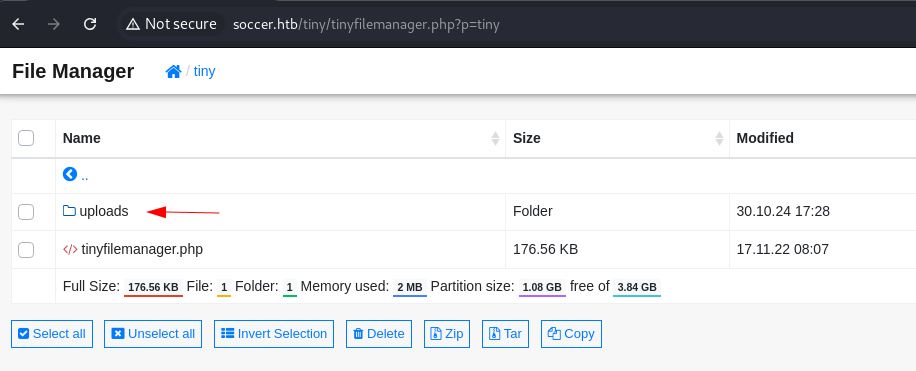 Not secure soccer.htb/tiny/tinyfilemanager.php?p=tiny
File Manager / tiny
Name Size Modified
..
uploads Folder 30.10.24 17:28
</> tinyfilemanager.php 176.56 KB 17.11.22 08:07
Full Size: 176.56 KB File: 1 Folder: 1 Memory used: 2 MB Partition size: 1.08 GB free of 3.84 GB
Select all Unselect all Invert Selection Delete Zip Tar Copy